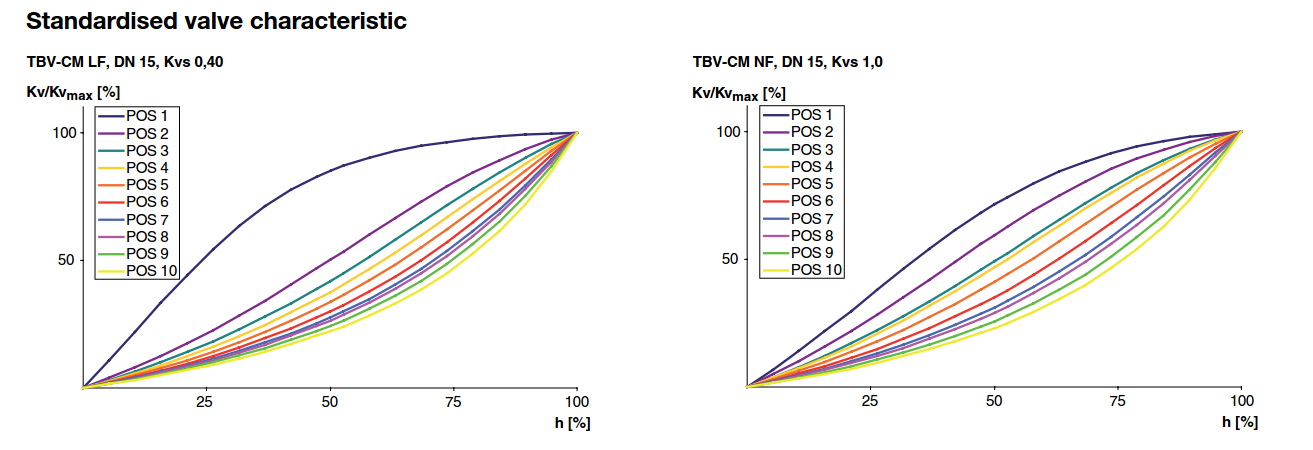 Standardised valve characteristic
TBV-CM LF, DN 15, Kvs 0,40
Kv/Kvmax [%]
POS 1
POS 2
POS 3
POS 4
POS 5
POS 6
POS 7
POS 8
POS 9
POS 10
100
50
25 50 75 100
h [%]
TBV-CM NF, DN 15, Kvs 1,0
Kv/Kvmax [%]
POS 1
POS 2
POS 3
POS 4
POS 5
POS 6
POS 7
POS 8
POS 9
POS 10
100
50
25 50 75 100
h [%]